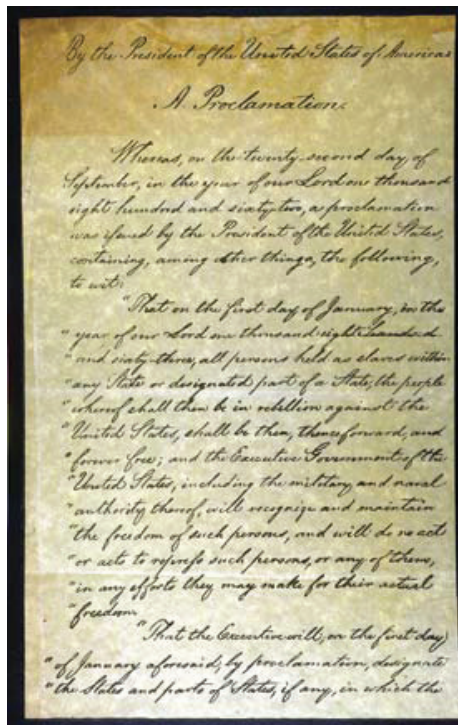 By the President of the United States of America:
A Proclamation.
Whereas, on the twenty-second day of
September, in the year of our Lord one thousand
eight hundred and sixty-two, a proclamation
was issued by the President of the United States,
containing, among other things, the following,
to wit:
"That on the first day of January, in the
"year of our Lord one thousand eight hundred
"and sixty-three, all persons held as slaves within
"any State or designated part of a State, the people
"whereof shall then be in rebellion against the
"United States, shall be then, thenceforward, and
"forever free; and the Executive Government of the
"United States, including the military and naval
"authority thereof, will recognize and maintain
"the freedom of such persons, and will do no act
"or acts to repress such persons, or any of them,
"in any efforts they may make for their actual
"freedom.
"That the Executive will, on the first day
"of January aforesaid, by proclamation, designate
"the States and parts of States, if any, in which the